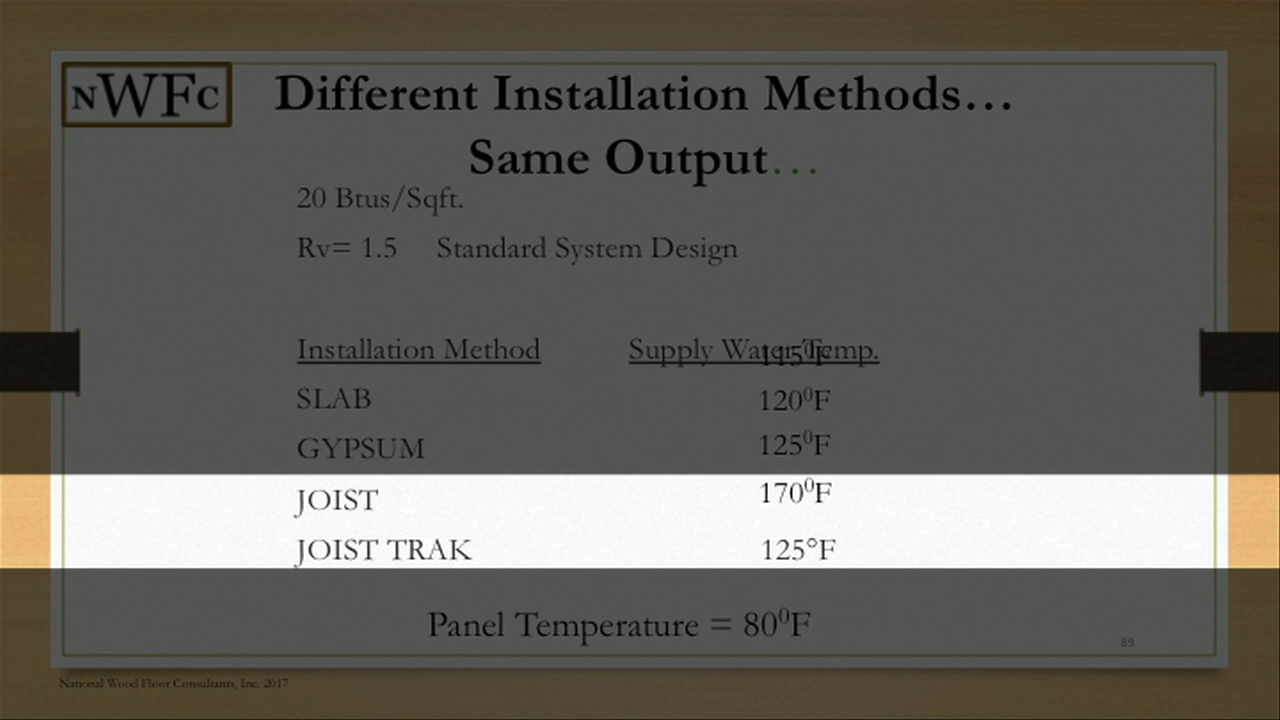 NWFC
Different Installation Methods…
Same Output…
20 Btus/Sqft.
Rv= 1.5 Standard System Design
Installation Method Supply Water Temp.
115⁰F
SLAB 120⁰F
GYPSUM 125⁰F
JOIST 170⁰F
JOIST TRAK 125°F
Panel Temperature = 80⁰F
89
National Wood Floor Consultants, Inc. 2017